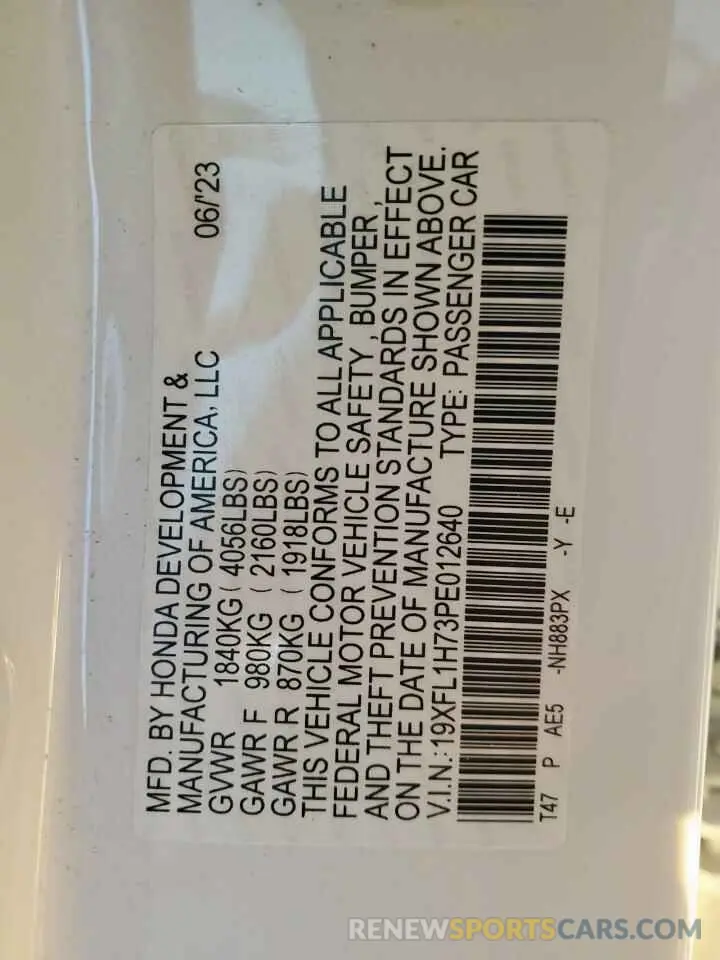 MFD. BY HONDA DEVELOPMENT &
MANUFACTURING OF AMERICA, LLC 06/'23
GVWR 1840KG ( 4056LBS)
GAWR F 980KG ( 2160LBS)
GAWR R 870KG ( 1918LBS)
THIS VEHICLE CONFORMS TO ALL APPLICABLE
FEDERAL MOTOR VEHICLE SAFETY , BUMPER ,
AND THEFT PREVENTION STANDARDS IN EFFECT
ON THE DATE OF MANUFACTURE SHOWN ABOVE.
V.I.N.: 19XFL1H73PE012640 TYPE: PASSENGER CAR
T47 P AE5 -NH883PX -Y -E
RENEWSPORTSCARS.COM